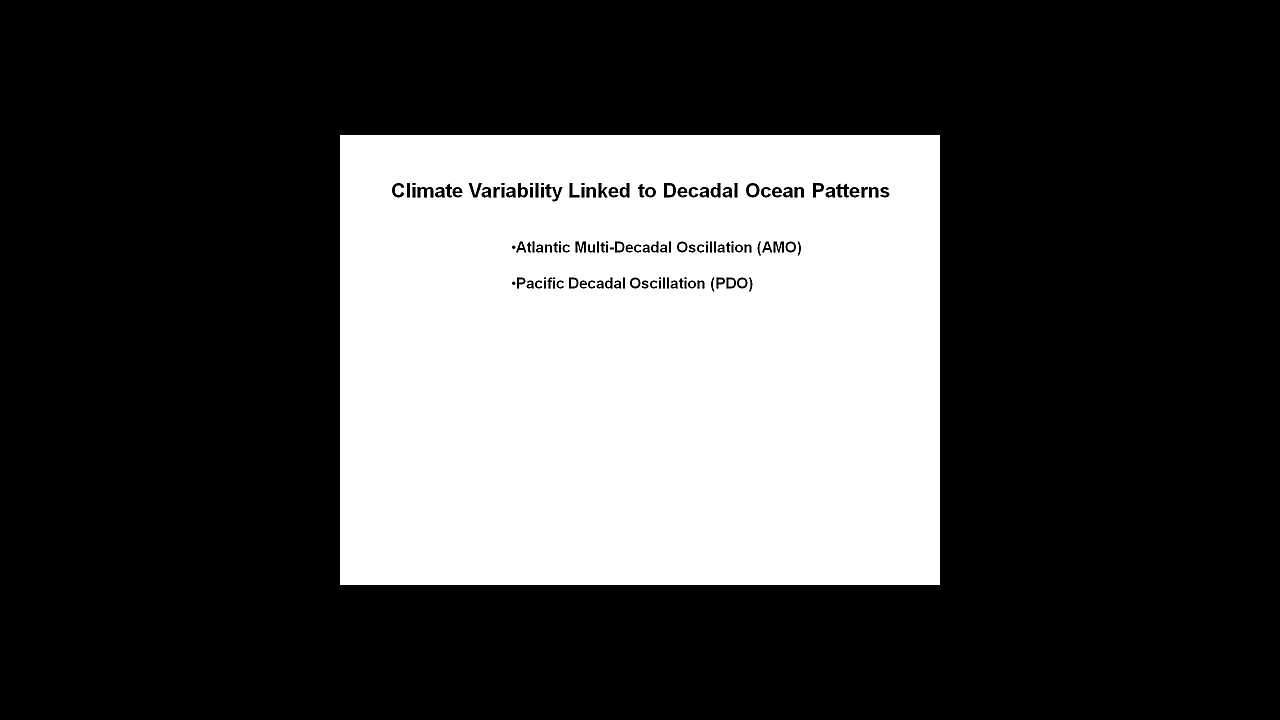 Climate Variability Linked to Decadal Ocean Patterns
•Atlantic Multi-Decadal Oscillation (AMO)
•Pacific Decadal Oscillation (PDO)